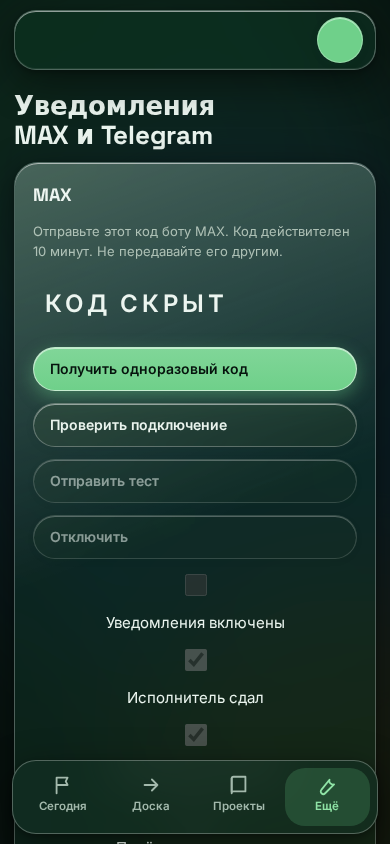 Уведомления
MAX и Telegram
MAX
Отправьте этот код боту MAX. Код действителен
10 минут. Не передавайте его другим.
КОД СКРЫТ
Получить одноразовый код
Проверить подключение
Отправить тест
Отключить
Уведомления включены
Исполнитель сдал
Сегодня
Доска
Проекты
Ещё